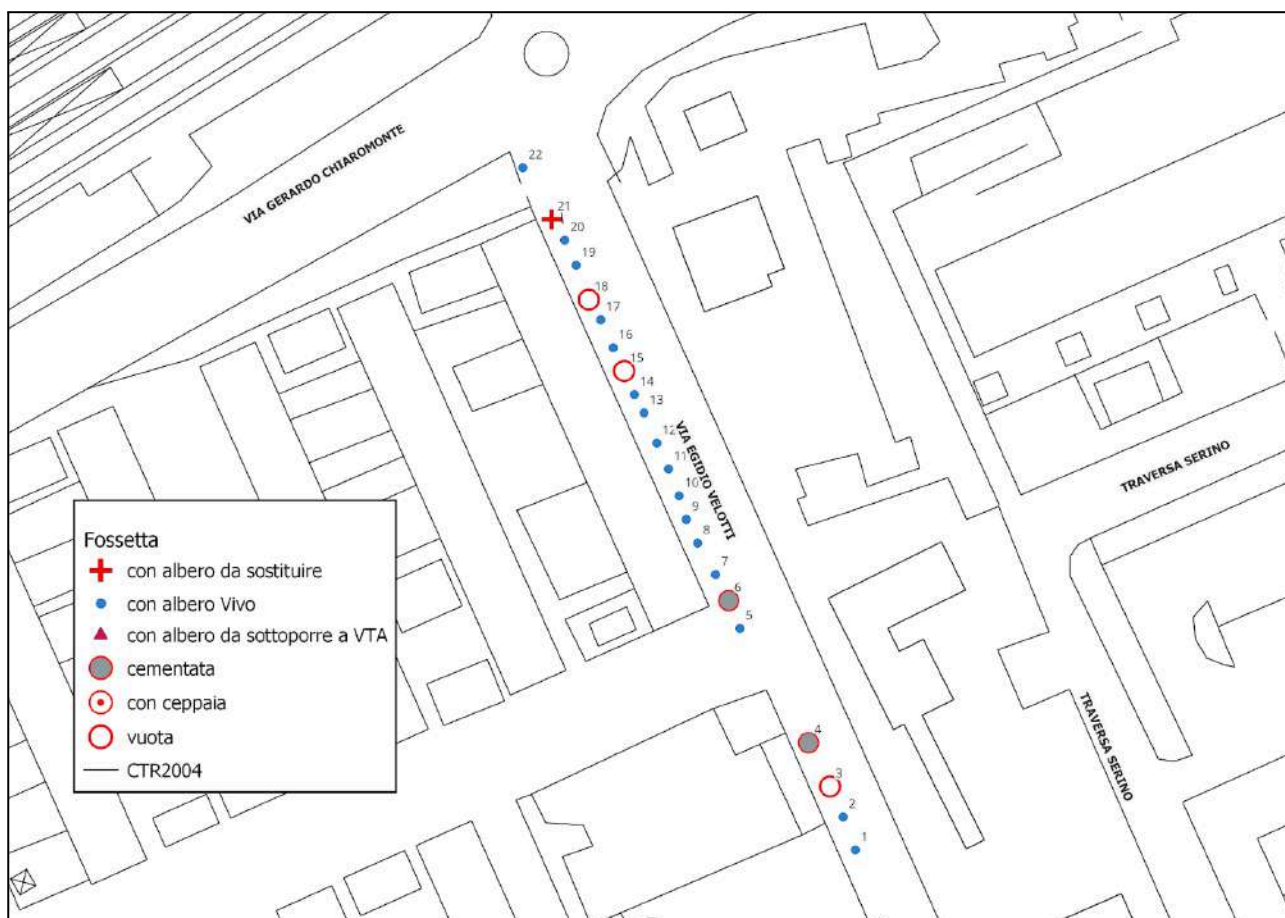 VIA GERARDO CHIAROMONTE
22
21
20
19
18
17
16
15
14
13
12
11
10
9
8
7
6
5
4
3
2
1
VIA EGIDIO VELOTTI
TRAVERSA SERINO
TRAVERSA SERINO
Fossetta
con albero da sostituire
con albero Vivo
con albero da sottoporre a VTA
cementata
con ceppaia
vuota
CTR2004